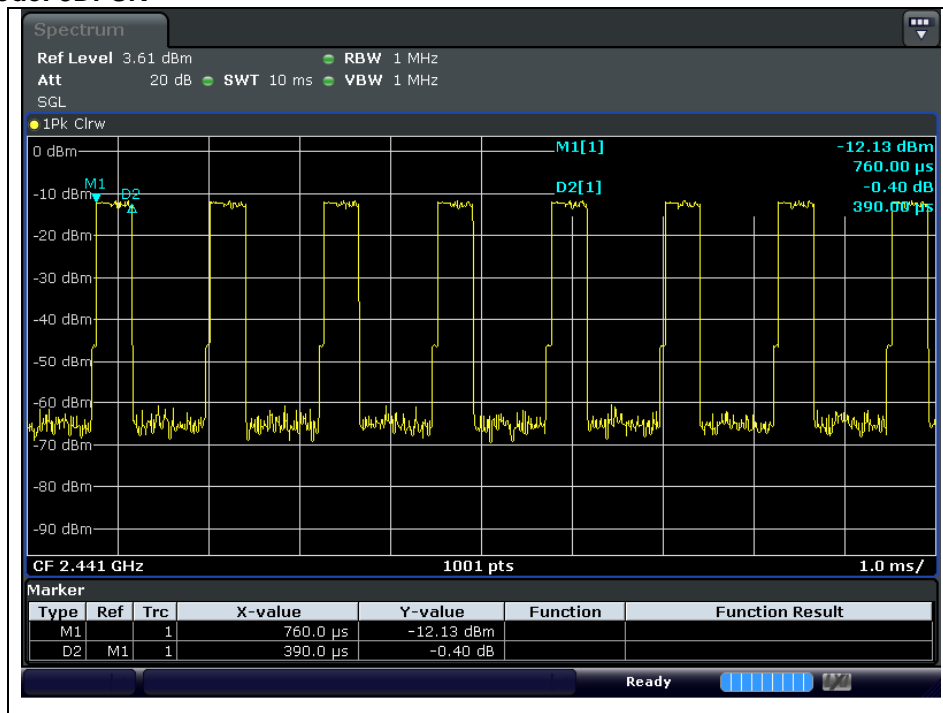 Spectrum
Ref Level 3.61 dBm RBW 1 MHz
Att 20 dB SWT 10 ms VBW 1 MHz
SGL
1Pk Clrw
0 dBm
M1[1] -12.13 dBm
760.00 µs
M1
D2
-10 dBm
D2[1] -0.40 dB
390.00 µs
-20 dBm
-30 dBm
-40 dBm
-50 dBm
-60 dBm
-70 dBm
-80 dBm
-90 dBm
CF 2.441 GHz 1001 pts 1.0 ms/
Marker
Type Ref Trc X-value Y-value Function Function Result
M1 1 760.0 µs -12.13 dBm
D2 M1 1 390.0 µs -0.40 dB
Ready